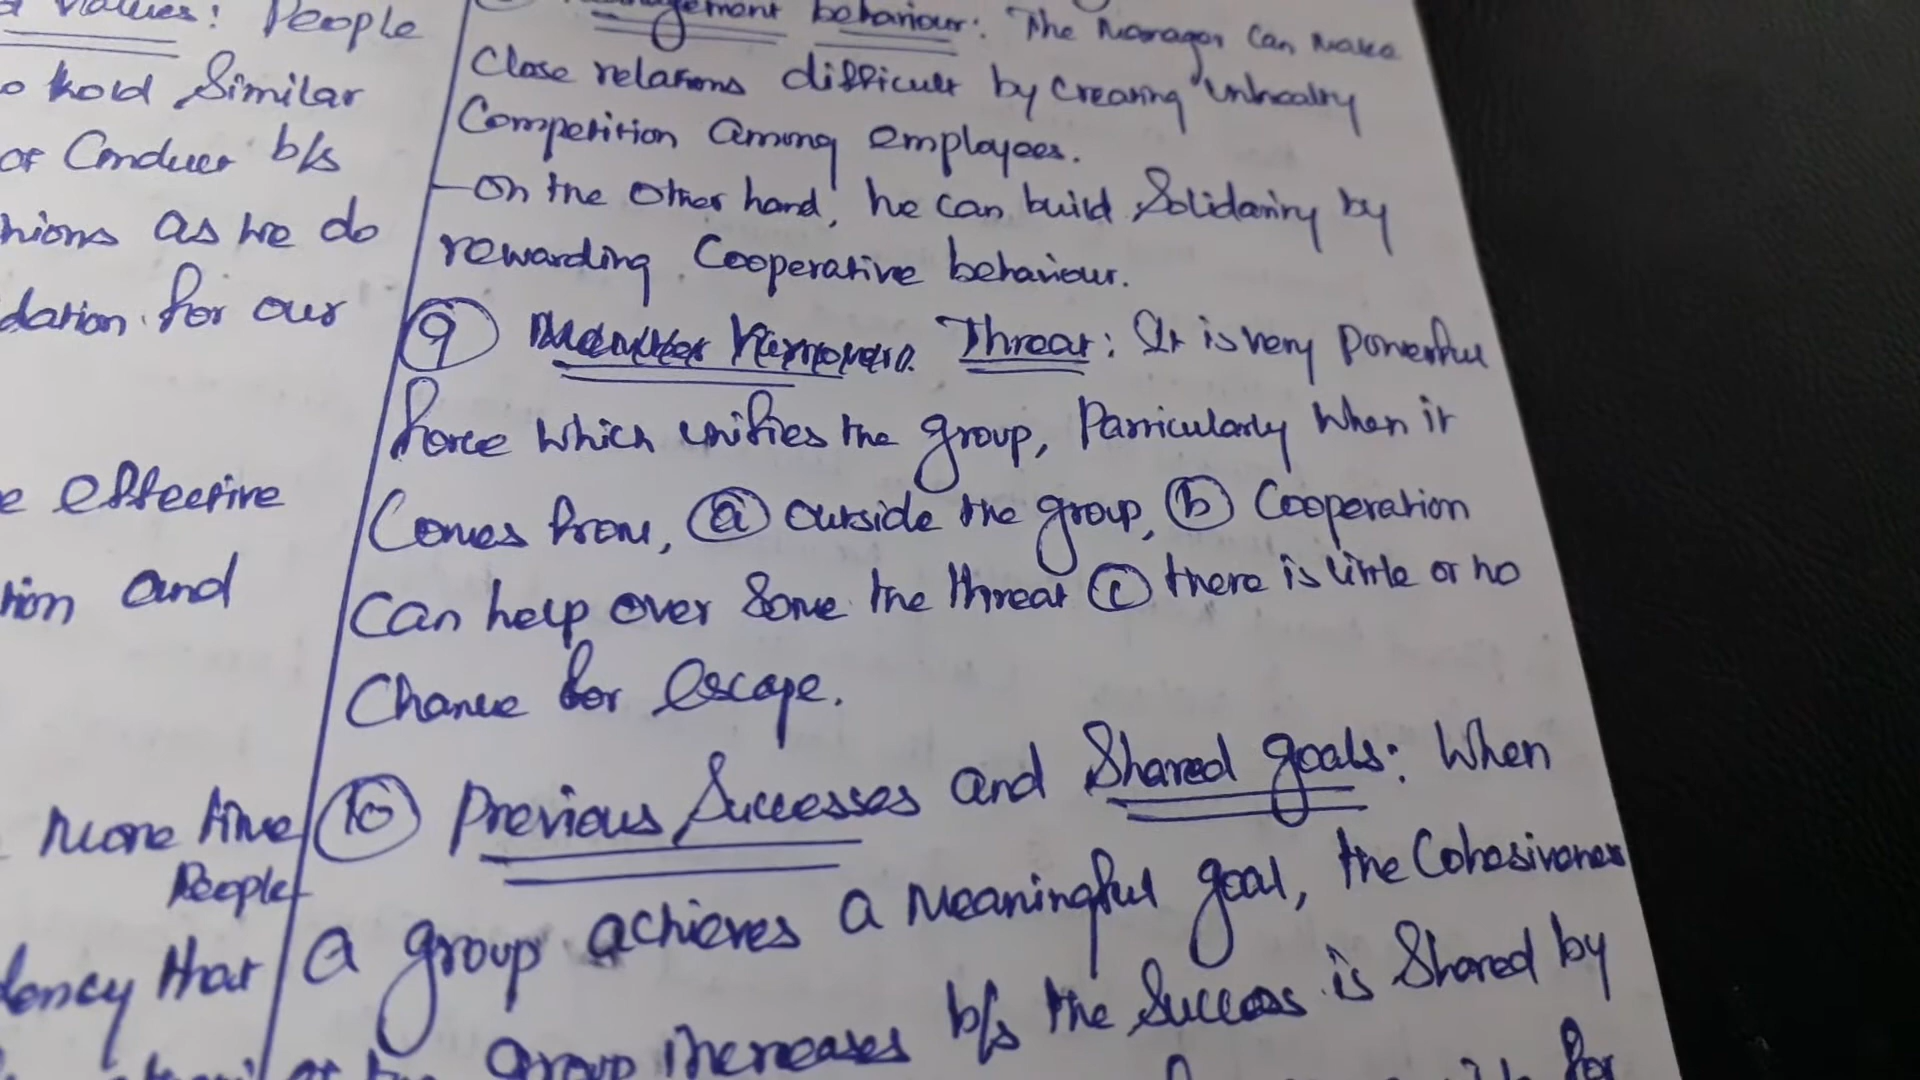 Values: People
hold Similar
of Conduct b/s
nions as we do
dation for our
e effective
tion and
more time
People
dency that
Management behaviour: The Manager can make
Close relations difficult by creating unhealthy
Competition among employees.
- On the other hand, he can build Solidarity by
rewarding Cooperative behaviour.
9 Threat: It is very powerful
force which unifies the group, Particularly when it
Comes from, a outside the group, b Cooperation
Can help over Some the threat c there is little or no
Chance for escape.
10 Previous Successes and Shared goals: When
a group achieves a meaningful goal, the Cohesiveness
group increases b/s the Success is Shared by
for